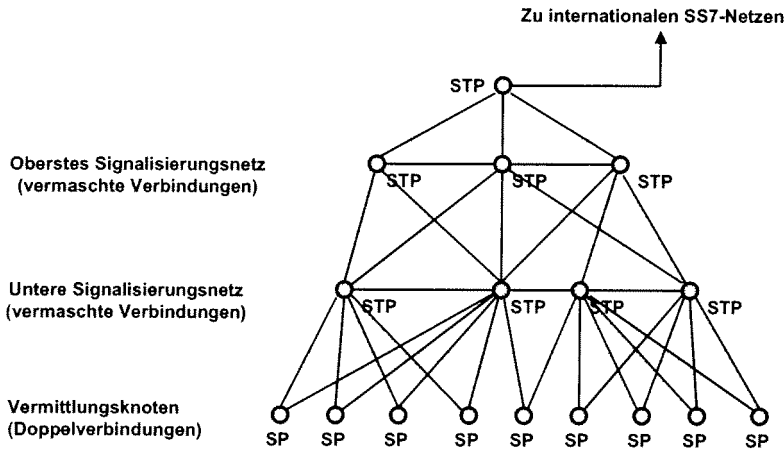 Zu internationalen SS7-Netzen
STP
Oberstes Signalisierungsnetz
(vermaschte Verbindungen)
STP STP STP
Untere Signalisierungsnetz
(vermaschte Verbindungen)
STP STP STP STP
Vermittlungsknoten
(Doppelverbindungen)
SP SP SP SP SP SP SP SP SP